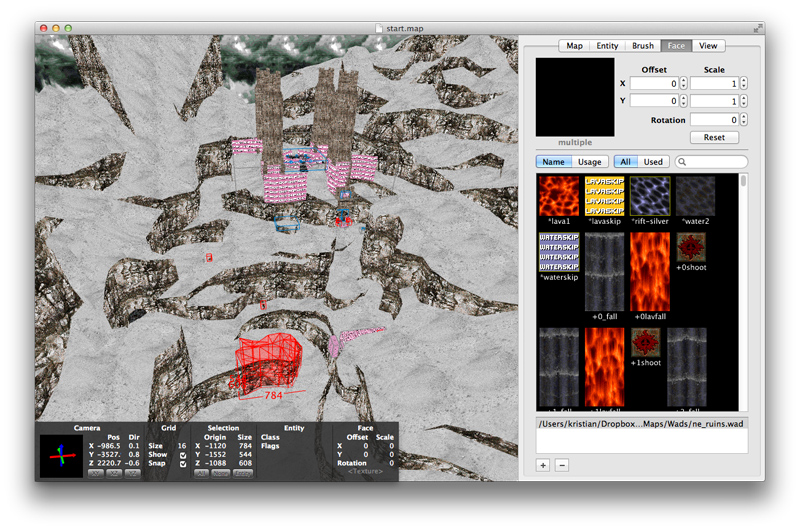 start.map
Map Entity Brush Face View
Offset Scale
X 0 1
Y 0 1
Rotation 0
multiple
Reset
Name Usage All Used
LAVASKIP
LAVASKIP
LAVASKIP
LAVASKIP
*lava1 *lavaskip *rift-silver *water2
WATERSKIP
WATERSKIP
WATERSKIP
WATERSKIP
*waterskip
+0shoot
+0_fall +0lavfall
+1shoot
+1_fall +1lavfall +2_fall
784
Camera Grid Selection Entity Face
Pos Dir Origin Size Class Offset Scale
X -986.5 0.1 Size 16 X -1120 784 Flags X 0 0
Y -3527. 0.8 Show Y -1552 544 Y 0 0
Z 2220.7 -0.6 Snap Z -1088 608 Rotation 0
<Texture>
/Users/kristian/Dropbox...Maps/Wads/ne_ruins.wad
+ −